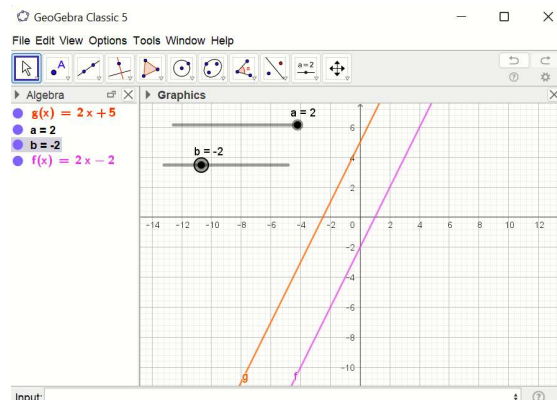 GeoGebra Classic 5
File Edit View Options Tools Window Help
A
a=2
Algebra
Graphics
g(x) = 2 x + 5
a = 2
b = -2
f(x) = 2 x − 2
a = 2
b = -2
6
4
2
-14 -12 -10 -8 -6 -4 -2 0 2 4 6 8 10 12
-2
-4
-6
-8
-10
g f
Input: